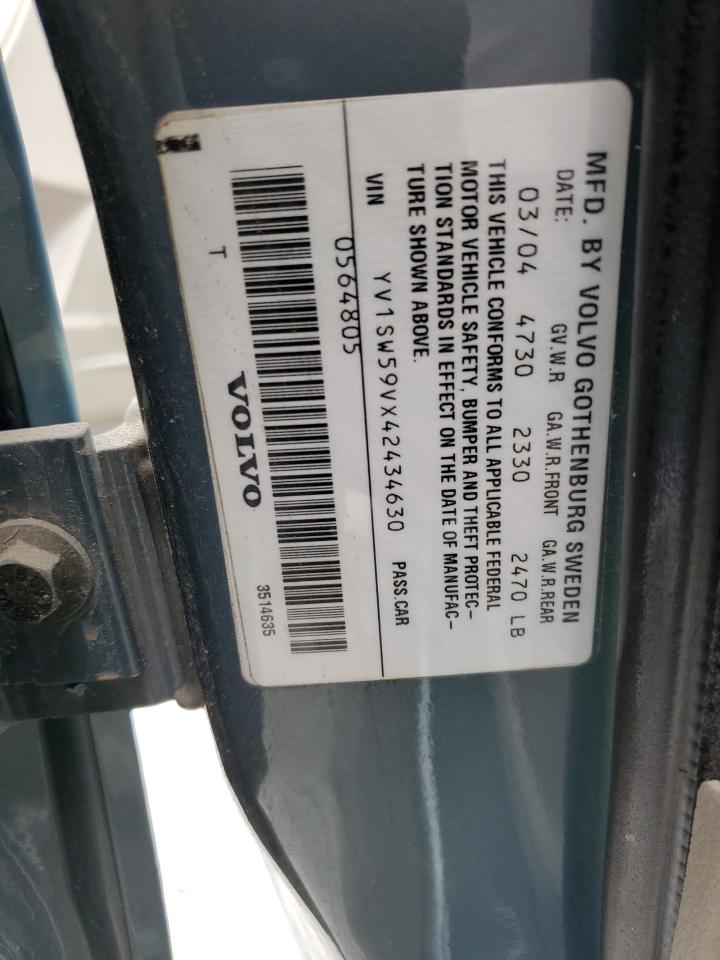 MFD. BY VOLVO GOTHENBURG SWEDEN
DATE: GV.W.R GA.W.R.FRONT GA.W.R.REAR
03/04 4730 2330 2470 LB
THIS VEHICLE CONFORMS TO ALL APPLICABLE FEDERAL
MOTOR VEHICLE SAFETY, BUMPER AND THEFT PROTEC–
TION STANDARDS IN EFFECT ON THE DATE OF MANUFAC–
TURE SHOWN ABOVE.
VIN YV1SW59VX42434630 PASS.CAR
0564805
T VOLVO 3514635